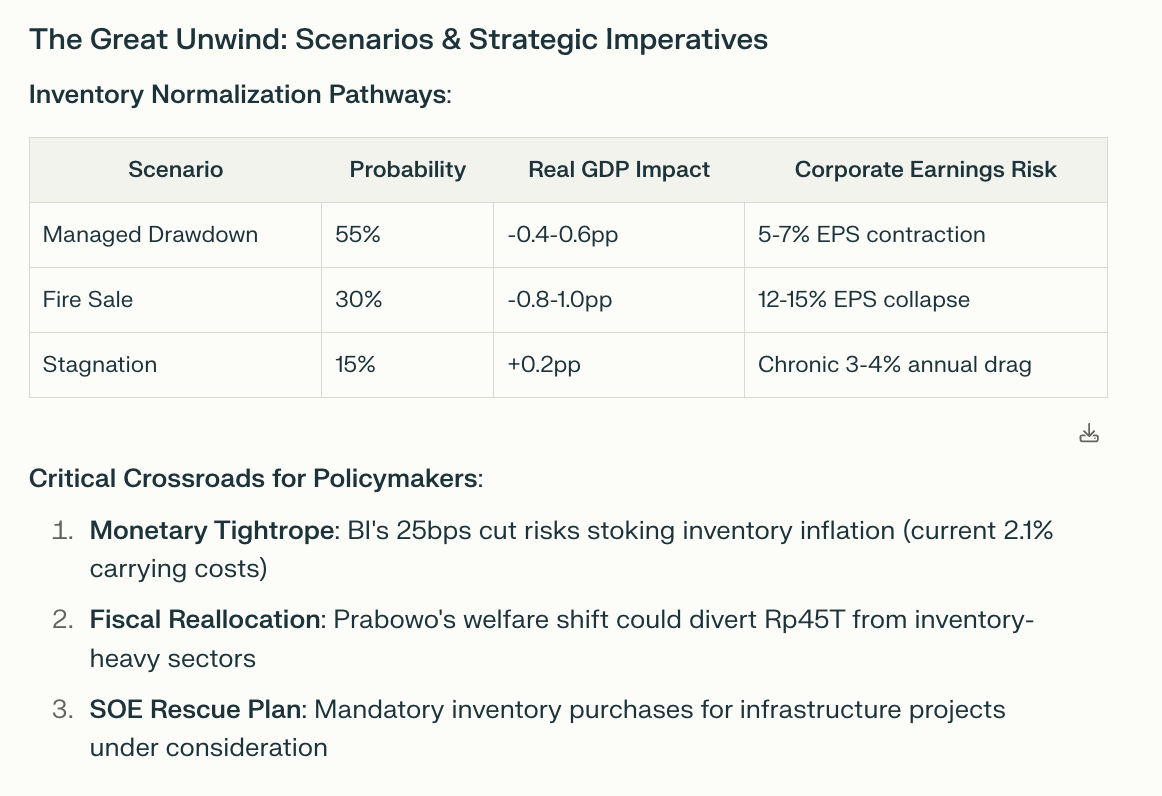 The Great Unwind: Scenarios & Strategic Imperatives
Inventory Normalization Pathways:
Scenario Probability Real GDP Impact Corporate Earnings Risk
Managed Drawdown 55% -0.4-0.6pp 5-7% EPS contraction
Fire Sale 30% -0.8-1.0pp 12-15% EPS collapse
Stagnation 15% +0.2pp Chronic 3-4% annual drag
Critical Crossroads for Policymakers:
1. Monetary Tightrope: BI's 25bps cut risks stoking inventory inflation (current 2.1%
carrying costs)
2. Fiscal Reallocation: Prabowo's welfare shift could divert Rp45T from inventory-
heavy sectors
3. SOE Rescue Plan: Mandatory inventory purchases for infrastructure projects
under consideration